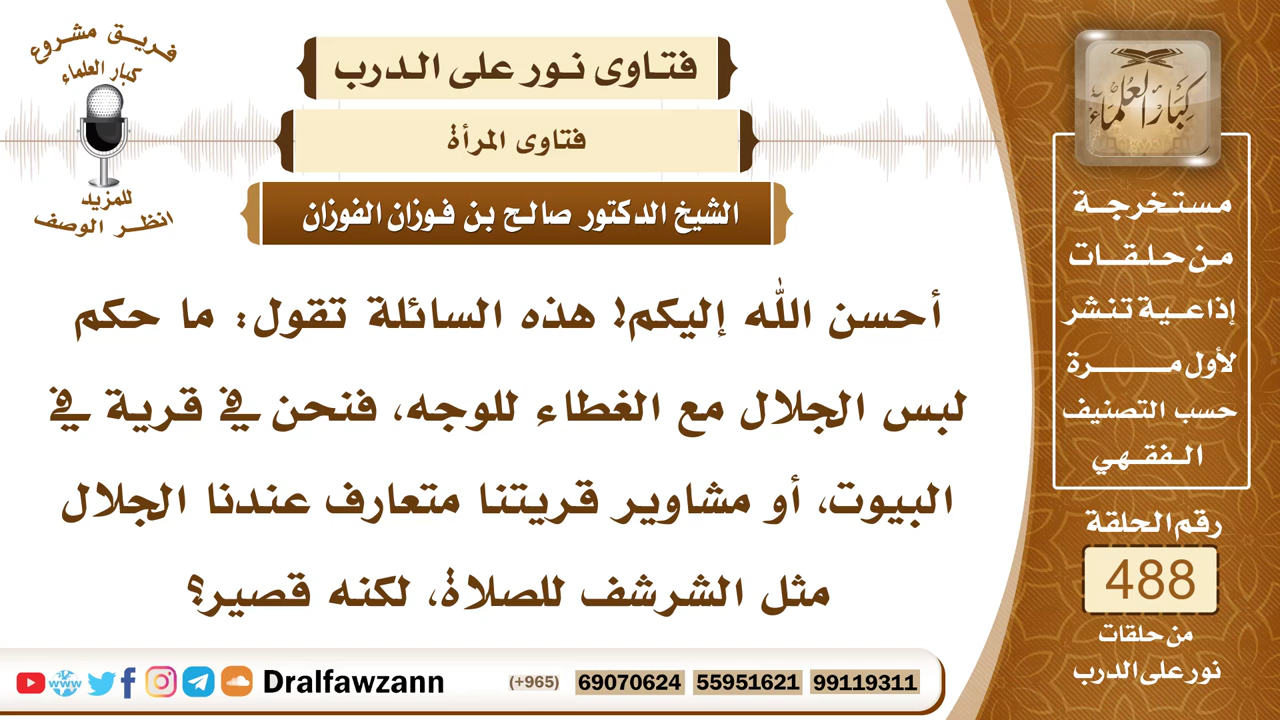 فريق مشروع
كبار العلماء
للمزيد
انظر الوصف
فتاوى نور على الدرب
فتاوى المرأة
الشيخ الدكتور صالح بن فوزان الفوزان
أحسن الله إليكم! هذه السائلة تقول: ما حكم
لبس الجلال مع الغطاء للوجه، فنحن في قرية في
البيوت، أو مشاوير قريتنا متعارف عندنا الجلال
مثل الشرشف للصلاة، لكنه قصير؟
كبار العلماء
مستخرجة
من حلقات
إذاعية تنشر
لأول مرة
حسب التصنيف
الفقهي
رقم الحلقة
488
من حلقات
نور على الدرب
www
Dralfawzann
(+965) 69070624 55951621 99119311